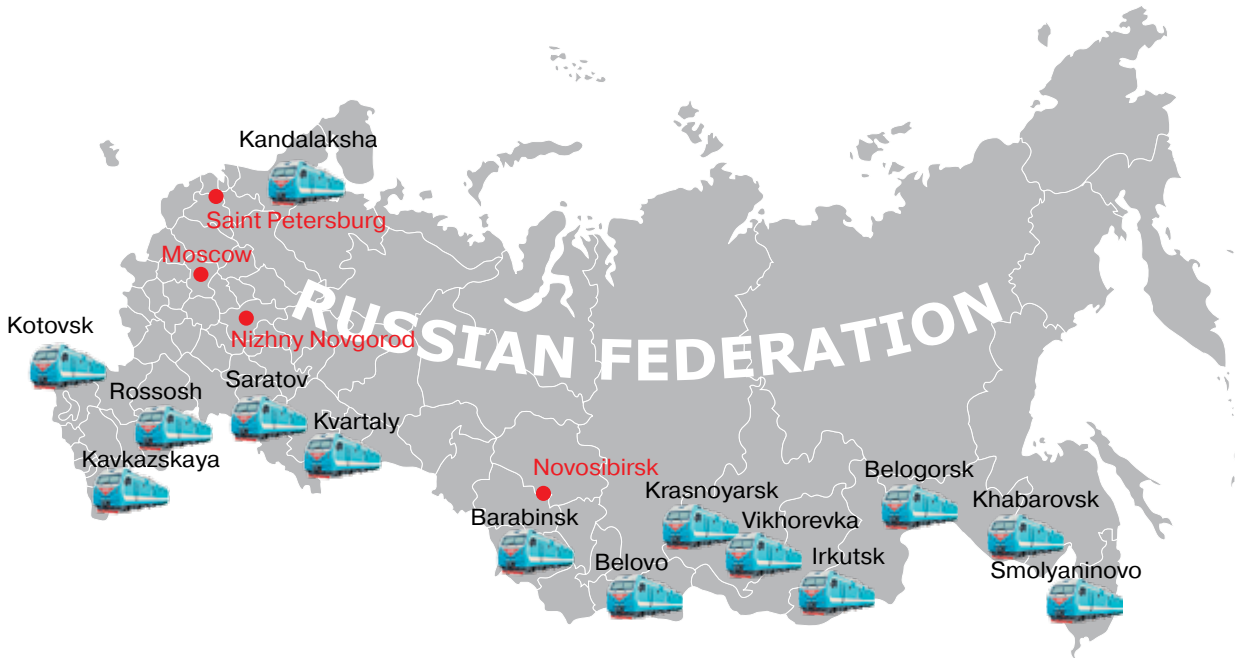 Kandalaksha
Saint Petersburg
Moscow
RUSSIAN FEDERATION
Kotovsk
Nizhny Novgorod
Rossosh
Saratov
Kvartaly
Kavkazskaya
Novosibirsk
Barabinsk
Krasnoyarsk
Belogorsk
Vikhorevka
Khabarovsk
Belovo
Irkutsk
Smolyaninovo